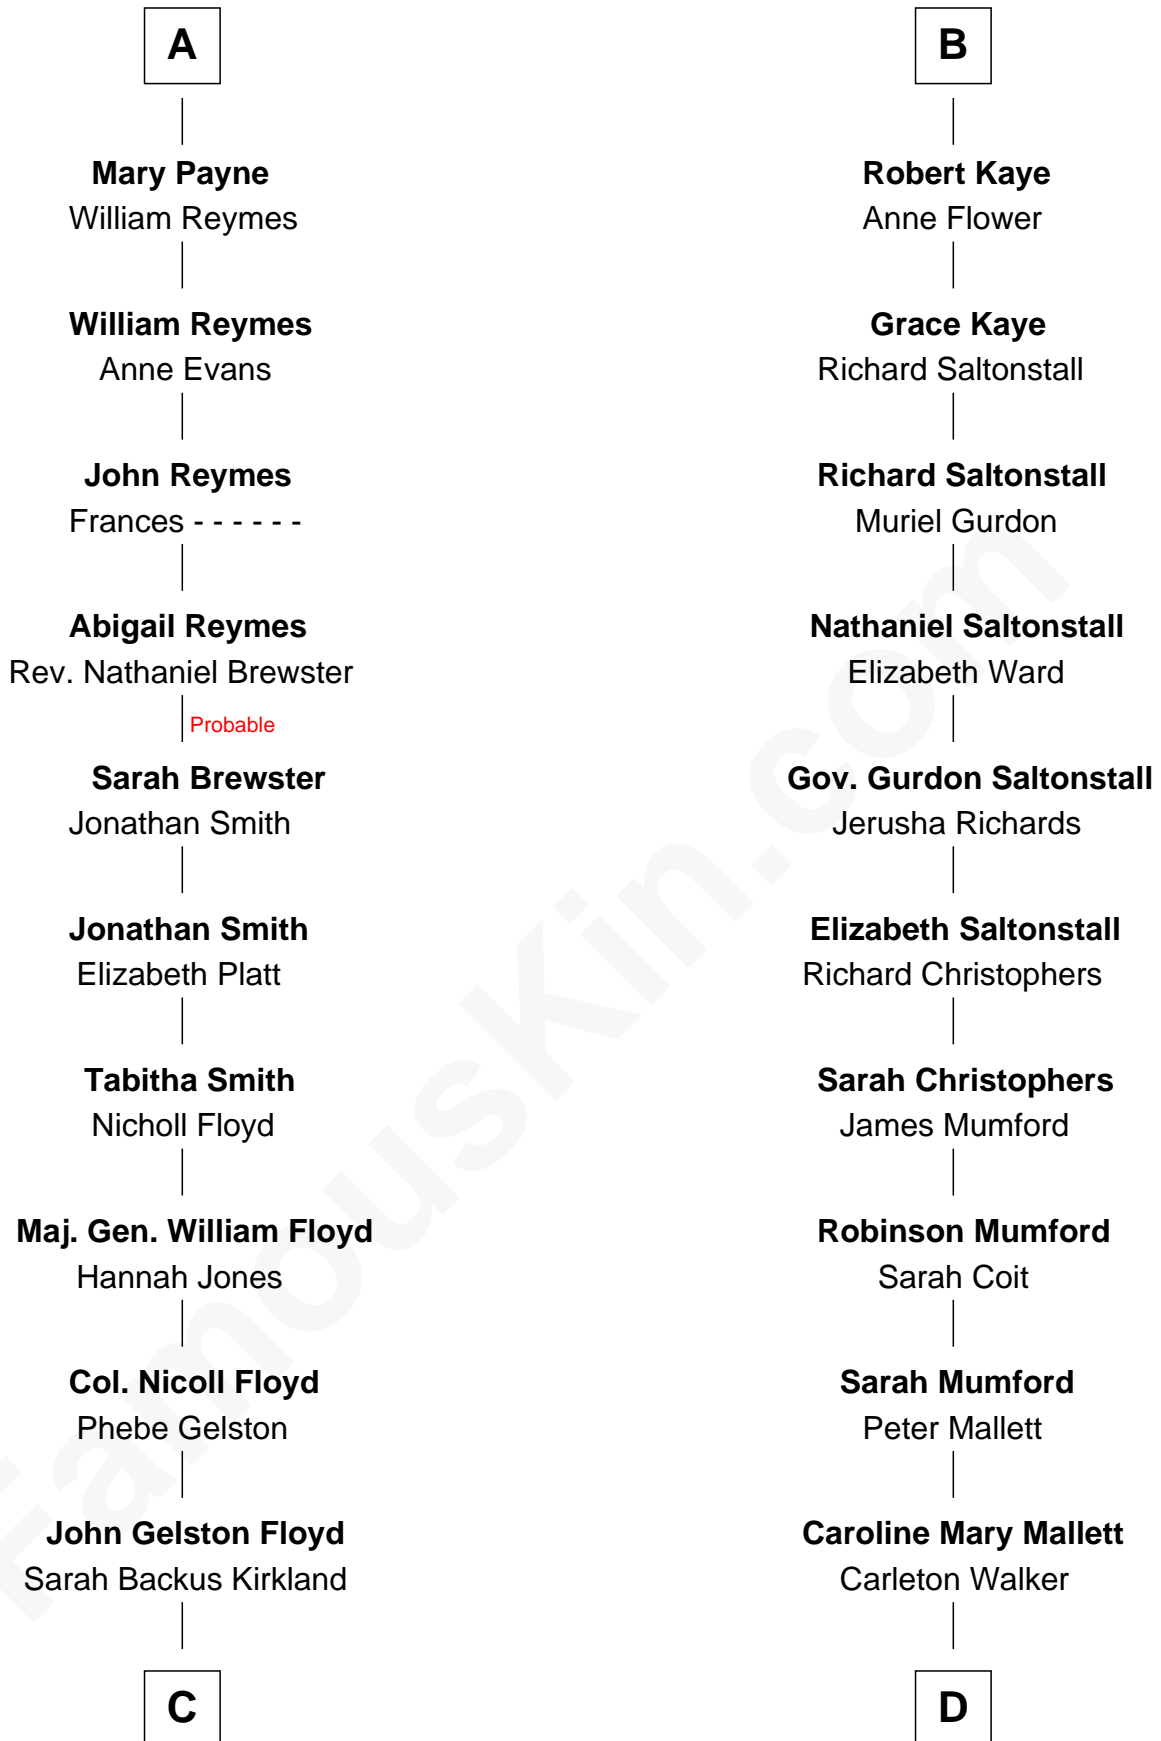 A
Mary Payne
William Reymes
William Reymes
Anne Evans
John Reymes
Frances - - - - - -
Abigail Reymes
Rev. Nathaniel Brewster
Probable
Sarah Brewster
Jonathan Smith
Jonathan Smith
Elizabeth Platt
Tabitha Smith
Nicholl Floyd
Maj. Gen. William Floyd
Hannah Jones
Col. Nicoll Floyd
Phebe Gelston
John Gelston Floyd
Sarah Backus Kirkland
C
B
Robert Kaye
Anne Flower
Grace Kaye
Richard Saltonstall
Richard Saltonstall
Muriel Gurdon
Nathaniel Saltonstall
Elizabeth Ward
Gov. Gurdon Saltonstall
Jerusha Richards
Elizabeth Saltonstall
Richard Christophers
Sarah Christophers
James Mumford
Robinson Mumford
Sarah Coit
Sarah Mumford
Peter Mallett
Caroline Mary Mallett
Carleton Walker
D
FamousKin.com